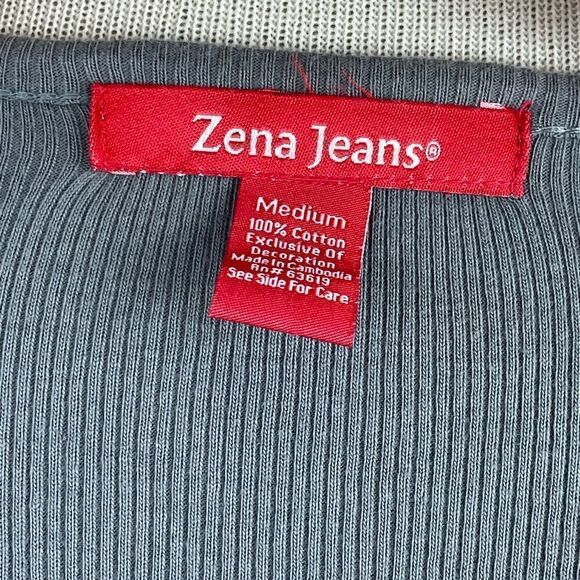 Zena Jeans®
Medium
100% Cotton
Exclusive Of
Decoration
Made In Cambodia
Rn# 63619
See Side For Care